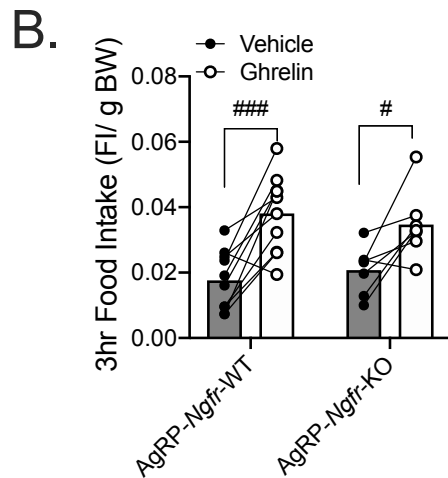 B.
Vehicle
Ghrelin
3hr Food Intake (FI/ g BW)
0.08
0.06
0.04
0.02
0.00
###
#
AgRP-Ngfr-WT
AgRP-Ngfr-KO